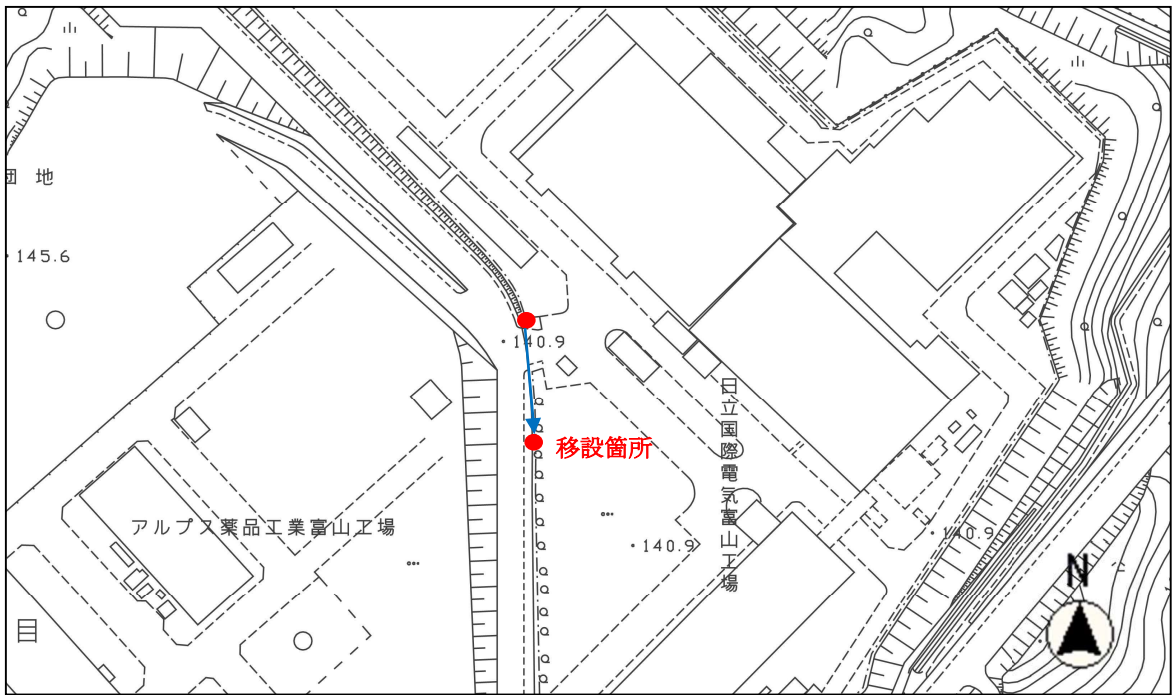 団地
・145.6
・140.9
移設箇所
日立国際電気富山工場
アルプス薬品工業富山工場
・140.9
・140.9
目
N